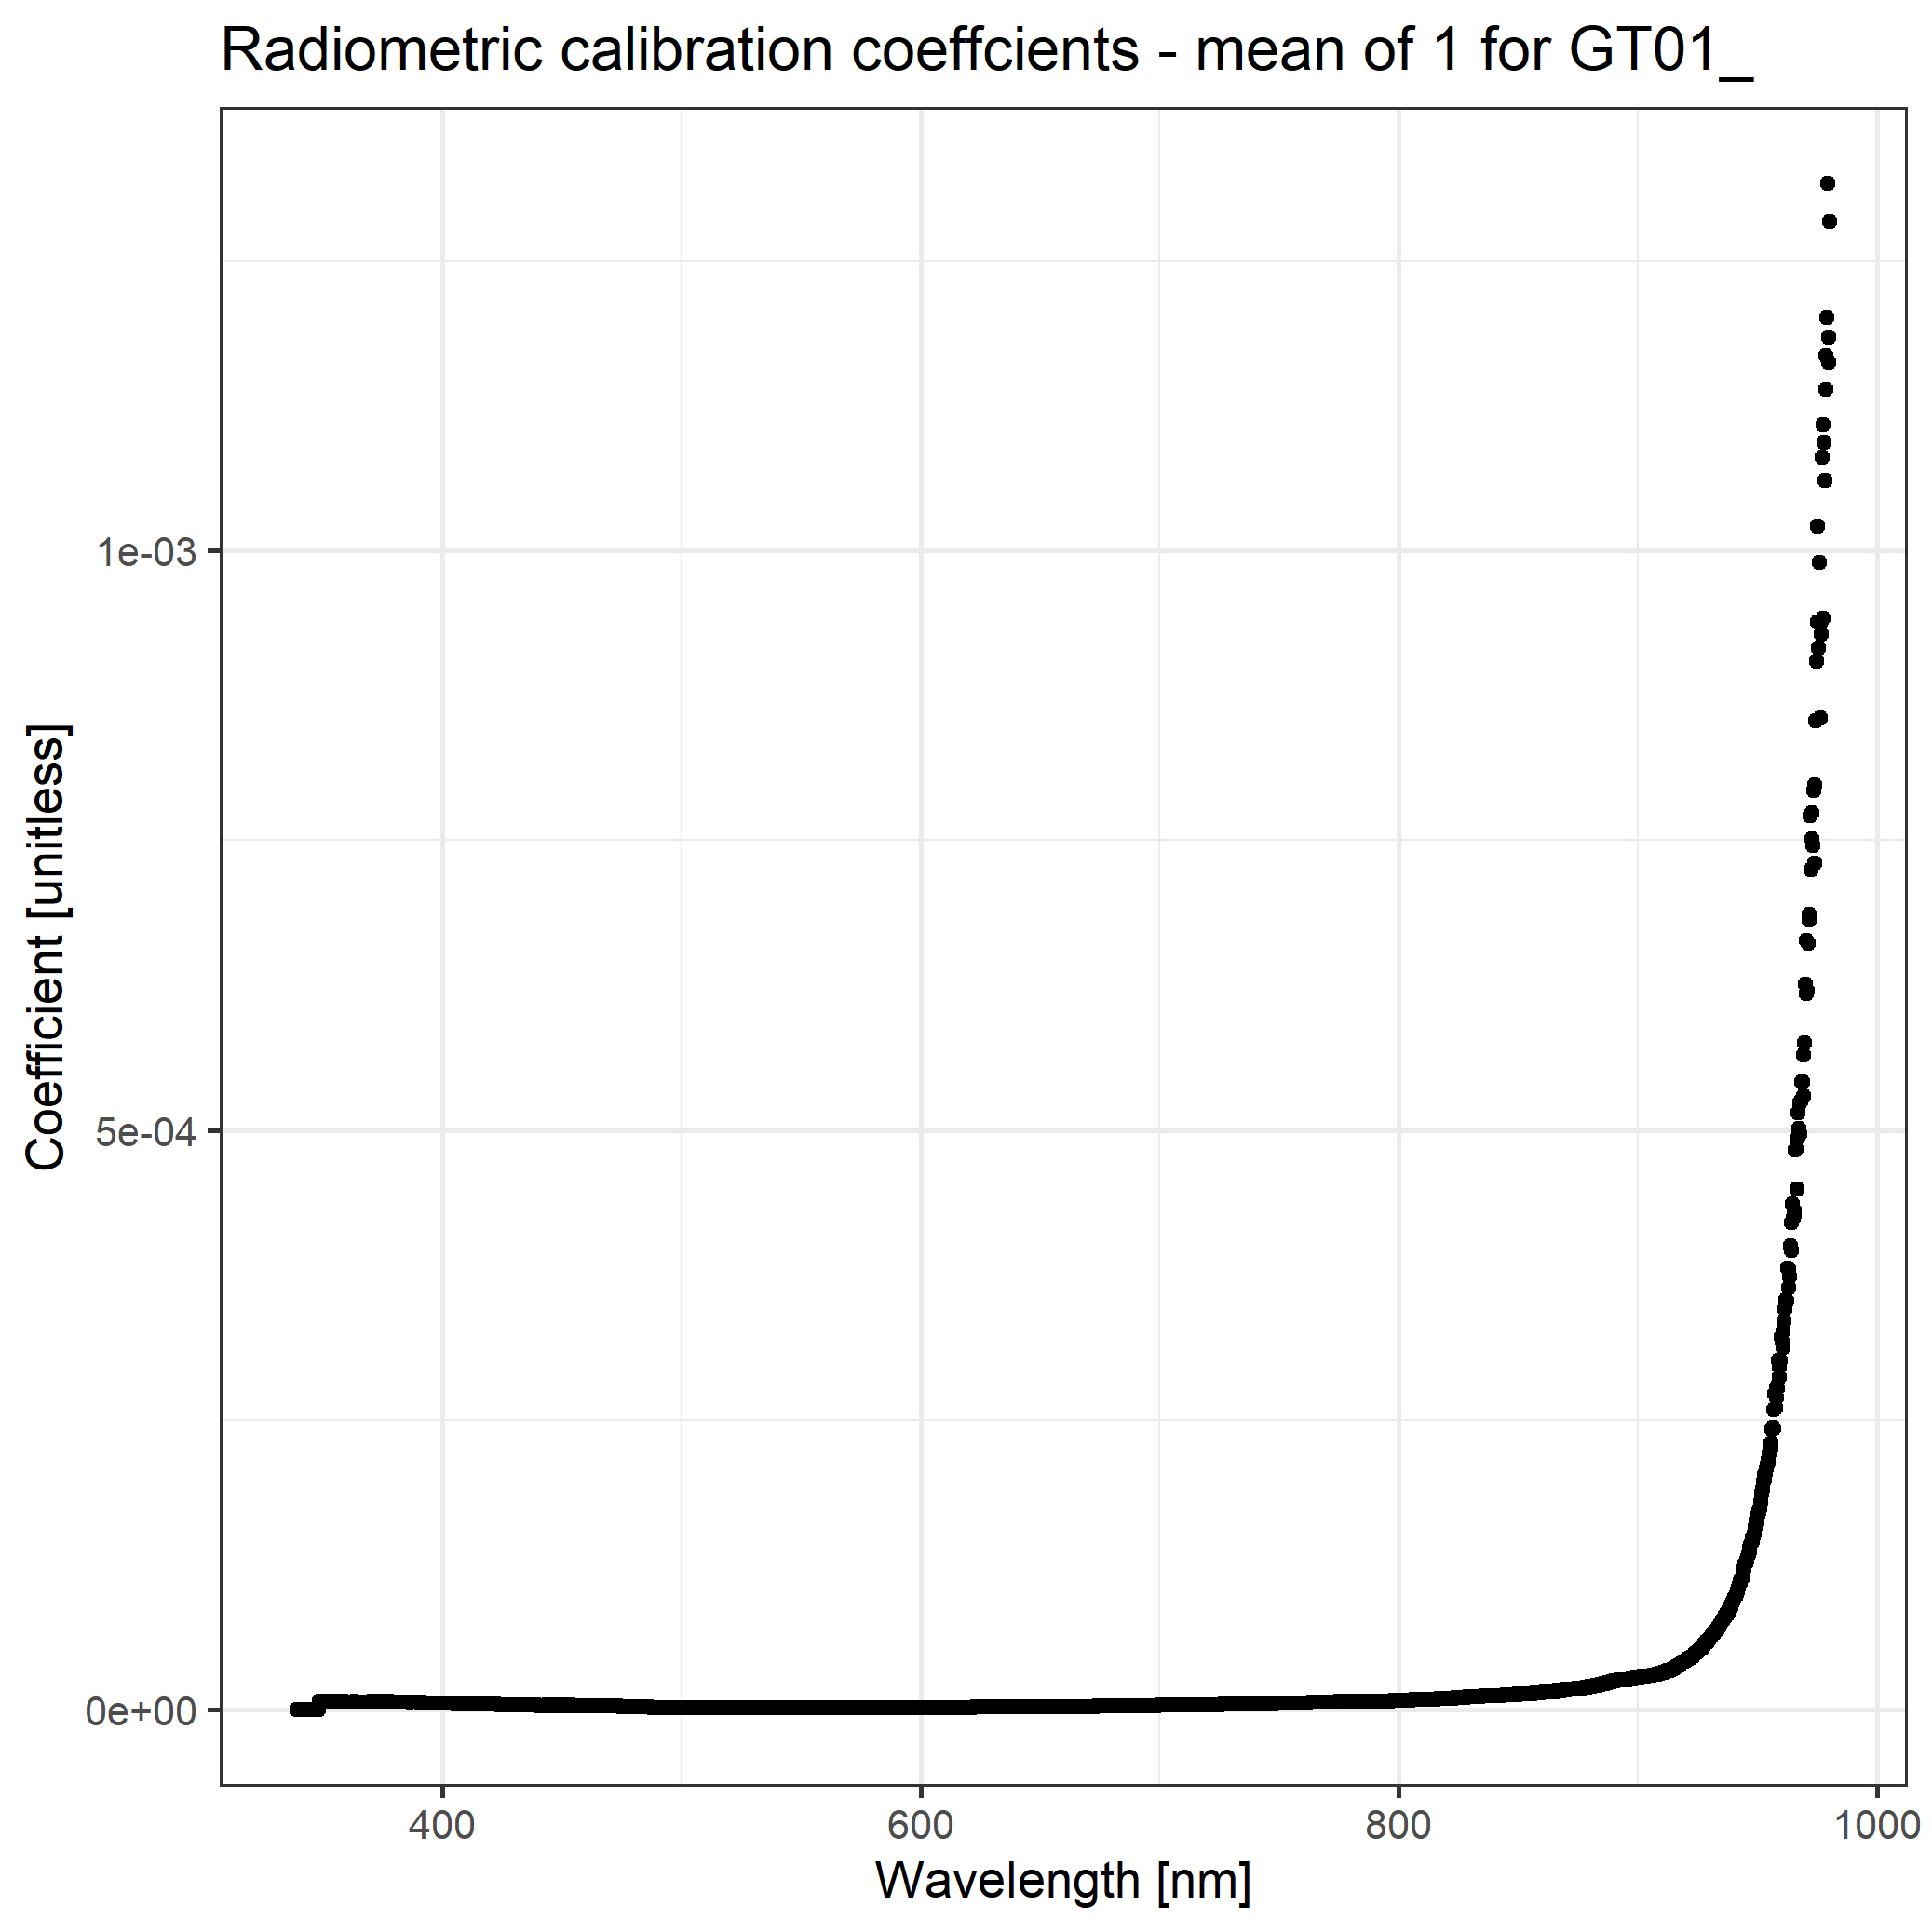 Radiometric calibration coeffcients - mean of 1 for GT01_
Coefficient [unitless]
1e-03
5e-04
0e+00
400
600
800
1000
Wavelength [nm]